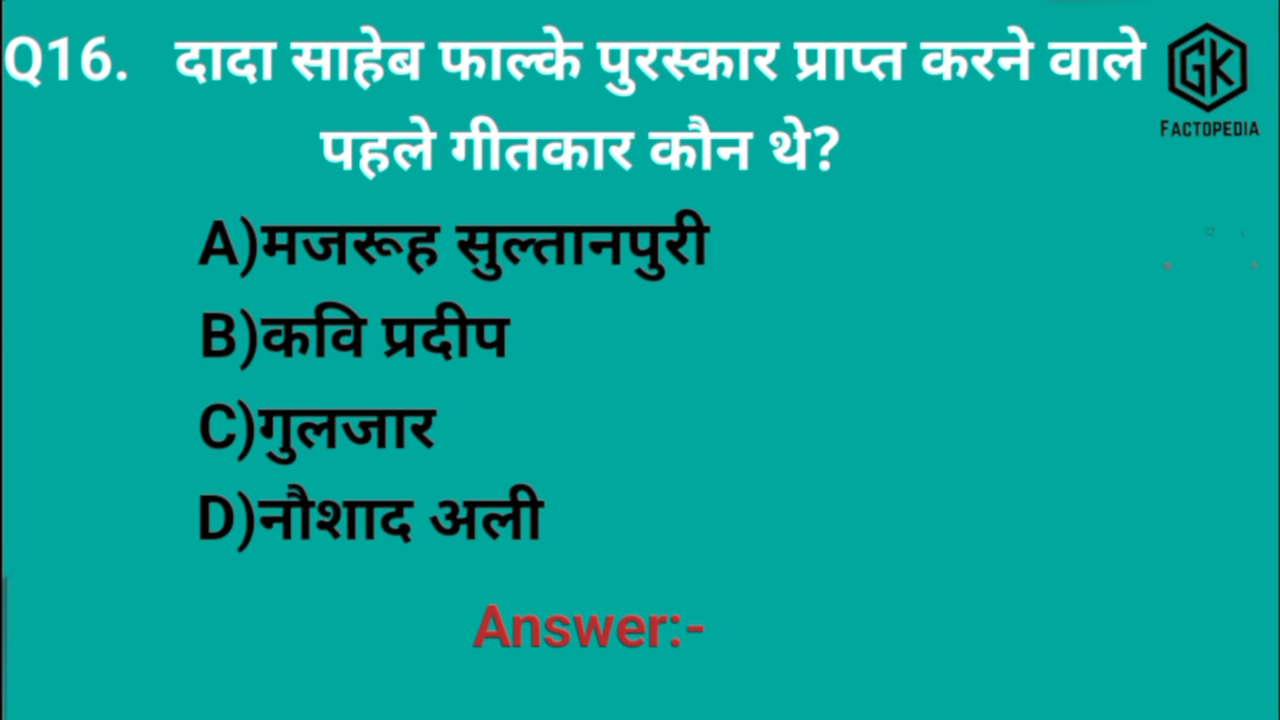 Q16. दादा साहेब फाल्के पुरस्कार प्राप्त करने वाले
पहले गीतकार कौन थे?
GK
FACTOPEDIA
A)मजरूह सुल्तानपुरी
B)कवि प्रदीप
C)गुलजार
D)नौशाद अली
Answer:-